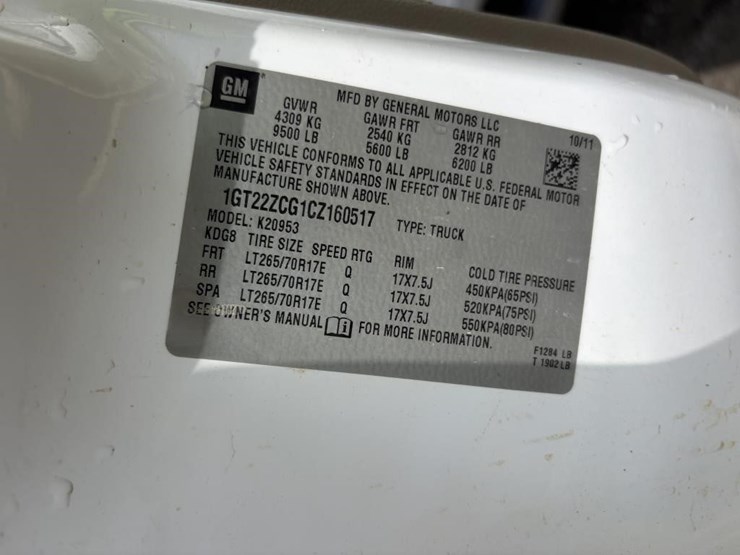 GM
MFD BY GENERAL MOTORS LLC 10/11
GVWR GAWR FRT GAWR RR
4309 KG 2540 KG 2812 KG
9500 LB 5600 LB 6200 LB
THIS VEHICLE CONFORMS TO ALL APPLICABLE U.S. FEDERAL MOTOR
VEHICLE SAFETY STANDARDS IN EFFECT ON THE DATE OF
MANUFACTURE SHOWN ABOVE.
1GT22ZCG1CZ160517 TYPE: TRUCK
MODEL: K20953
KDG8 TIRE SIZE SPEED RTG RIM COLD TIRE PRESSURE
FRT LT265/70R17E Q 17X7.5J 450KPA(65PSI)
RR LT265/70R17E Q 17X7.5J 520KPA(75PSI)
SPA LT265/70R17E Q 17X7.5J 550KPA(80PSI)
SEE OWNER'S MANUAL i FOR MORE INFORMATION.
F1284 LB
T 1902 LB